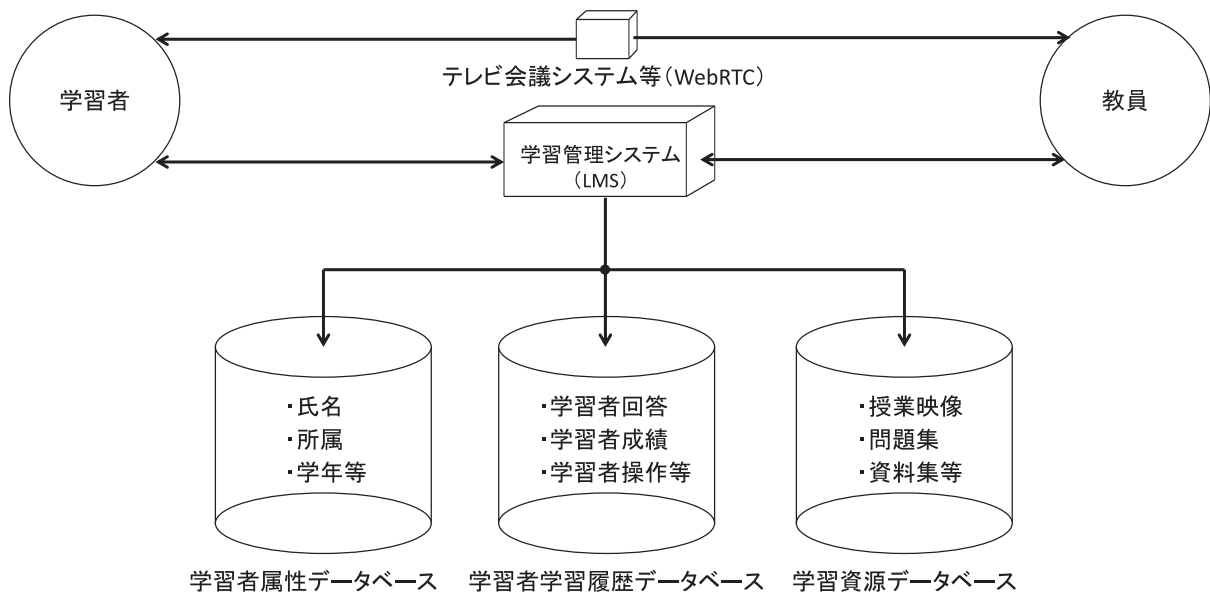 学習者
テレビ会議システム等(WebRTC)
教員
学習管理システム
(LMS)
・氏名
・所属
・学年等
・学習者回答
・学習者成績
・学習者操作等
・授業映像
・問題集
・資料集等
学習者属性データベース
学習者学習履歴データベース
学習資源データベース